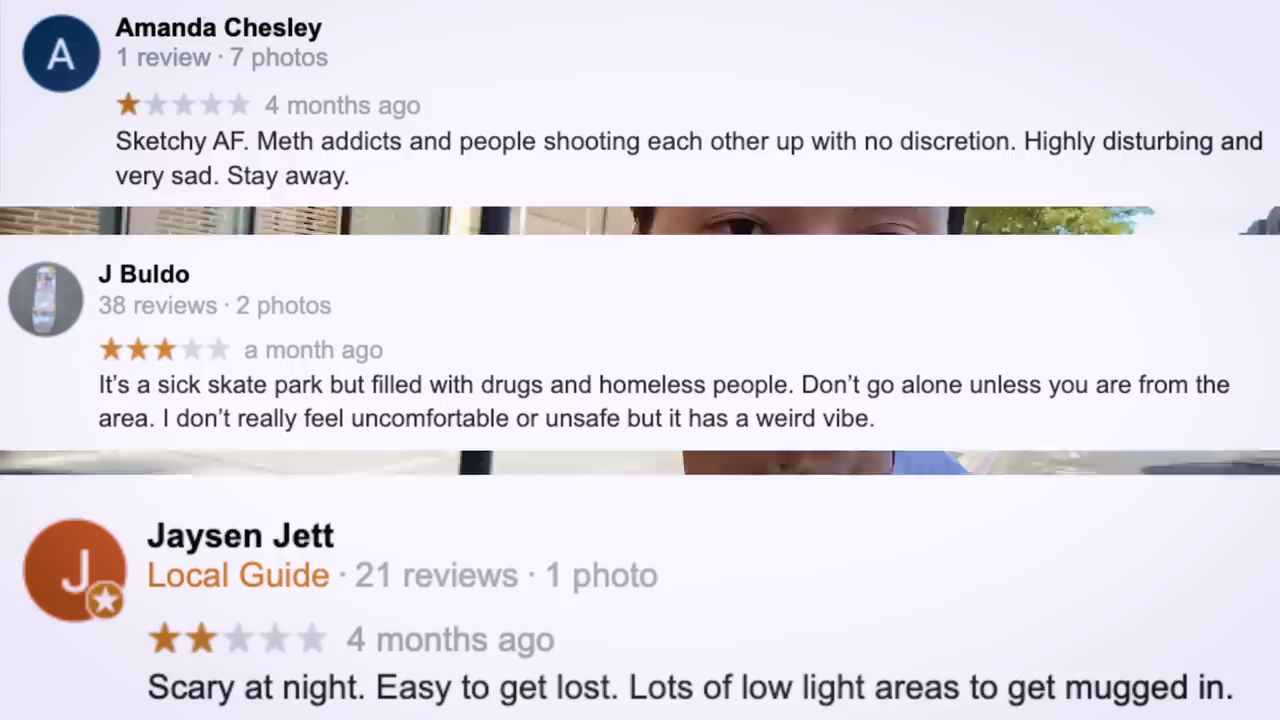 A
Amanda Chesley
1 review · 7 photos
4 months ago
Sketchy AF. Meth addicts and people shooting each other up with no discretion. Highly disturbing and
very sad. Stay away.
J Buldo
38 reviews · 2 photos
a month ago
It's a sick skate park but filled with drugs and homeless people. Don't go alone unless you are from the
area. I don't really feel uncomfortable or unsafe but it has a weird vibe.
J
Jaysen Jett
Local Guide · 21 reviews · 1 photo
4 months ago
Scary at night. Easy to get lost. Lots of low light areas to get mugged in.